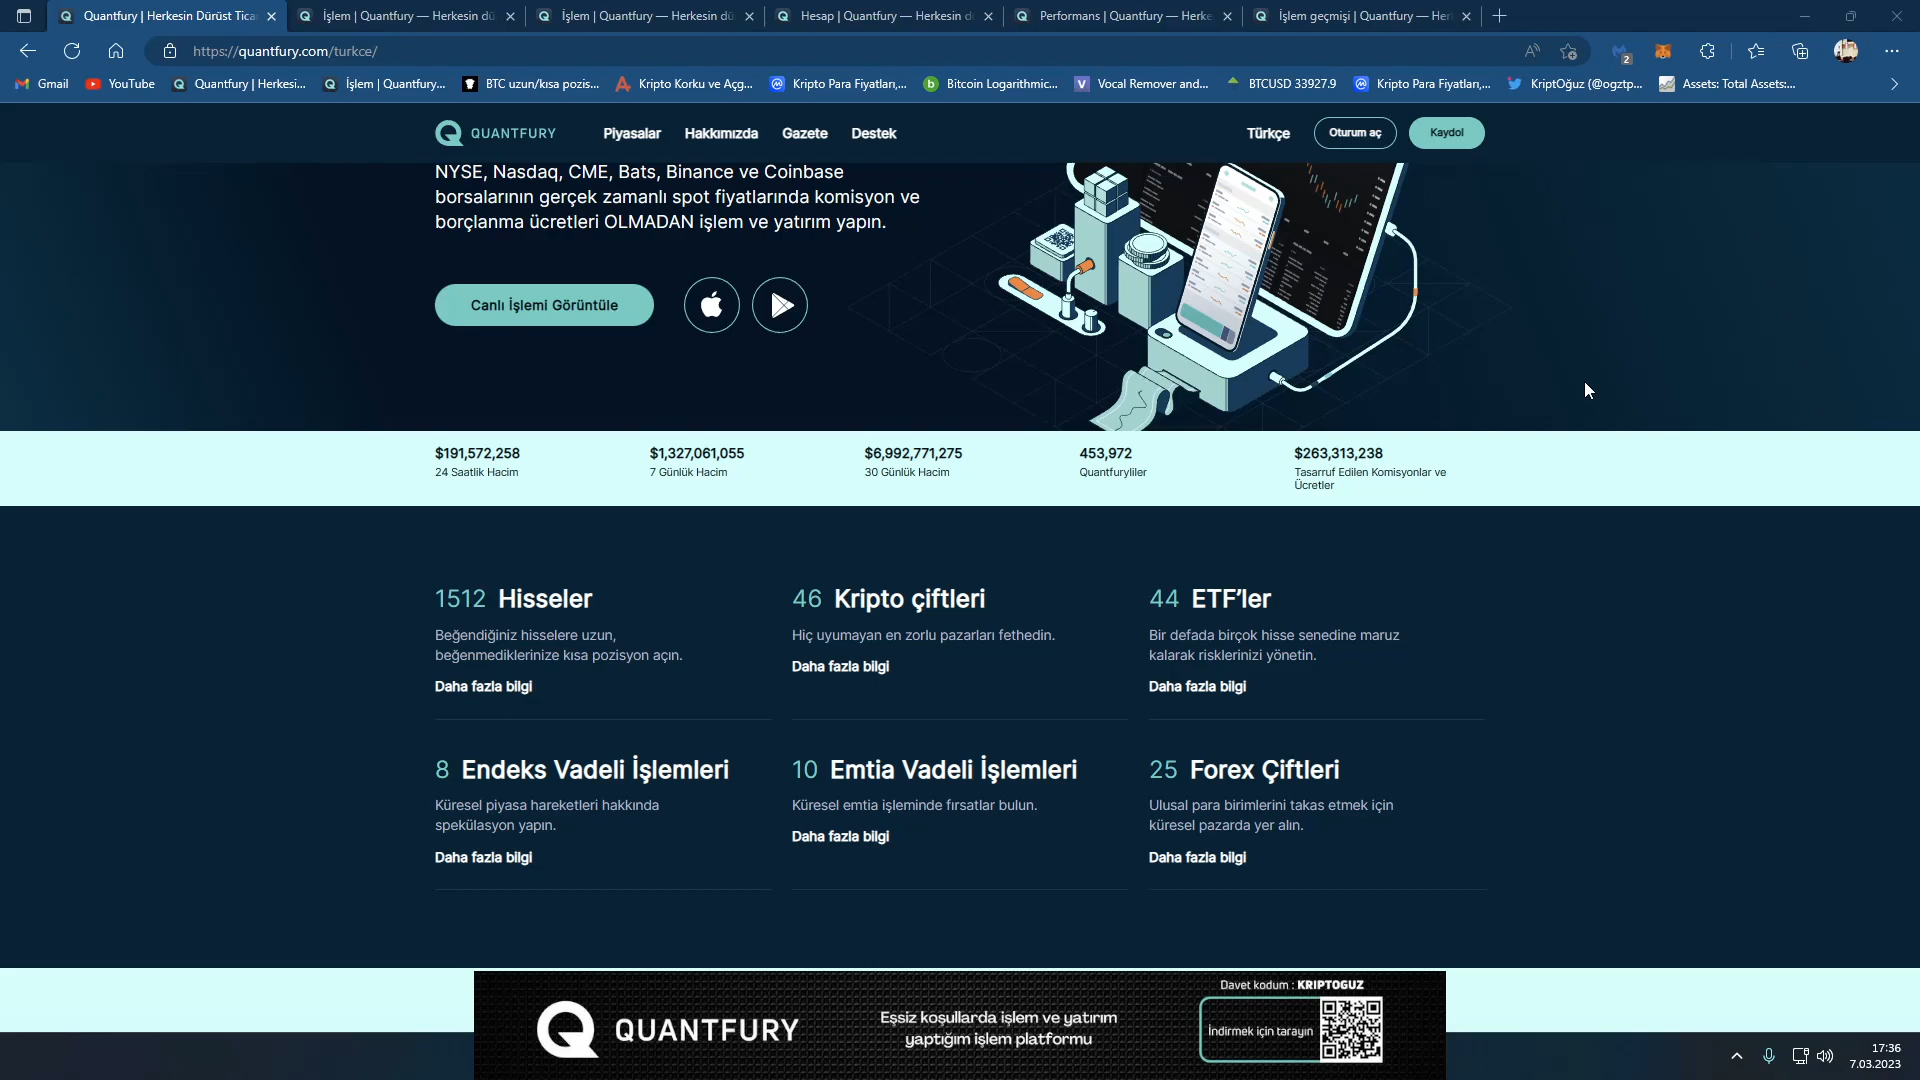 Quantfury | Herkesin Dürüst Tica
İşlem | Quantfury — Herkesin dü
İşlem | Quantfury — Herkesin dü
Hesap | Quantfury — Herkesin d
Performans | Quantfury — Herke
İşlem geçmişi | Quantfury — Her
https://quantfury.com/turkce/
2
Gmail
YouTube
Quantfury | Herkesi...
İşlem | Quantfury...
BTC uzun/kısa pozis...
Kripto Korku ve Açg...
Kripto Para Fiyatları,...
Bitcoin Logarithmic...
Vocal Remover and...
BTCUSD 33927.9
Kripto Para Fiyatları,...
KriptOğuz (@ogztp...
Assets: Total Assets:...
QUANTFURY
Piyasalar
Hakkımızda
Gazete
Destek
Türkçe
Oturum aç
Kaydol
NYSE, Nasdaq, CME, Bats, Binance ve Coinbase
borsalarının gerçek zamanlı spot fiyatlarında komisyon ve
borçlanma ücretleri OLMADAN işlem ve yatırım yapın.
Canlı İşlemi Görüntüle
$191,572,258
24 Saatlik Hacim
$1,327,061,055
7 Günlük Hacim
$6,992,771,275
30 Günlük Hacim
453,972
Quantfuryliler
$263,313,238
Tasarruf Edilen Komisyonlar ve
Ücretler
1512 Hisseler
Beğendiğiniz hisselere uzun,
beğenmediklerinize kısa pozisyon açın.
Daha fazla bilgi
46 Kripto çiftleri
Hiç uyumayan en zorlu pazarları fethedin.
Daha fazla bilgi
44 ETF'ler
Bir defada birçok hisse senedine maruz
kalarak risklerinizi yönetin.
Daha fazla bilgi
8 Endeks Vadeli İşlemleri
Küresel piyasa hareketleri hakkında
spekülasyon yapın.
Daha fazla bilgi
10 Emtia Vadeli İşlemleri
Küresel emtia işleminde fırsatlar bulun.
Daha fazla bilgi
25 Forex Çiftleri
Ulusal para birimlerini takas etmek için
küresel pazarda yer alın.
Daha fazla bilgi
QUANTFURY
Eşsiz koşullarda işlem ve yatırım
yaptığım işlem platformu
Davet kodum : KRIPTOGUZ
İndirmek için tarayın
17:36
7.03.2023